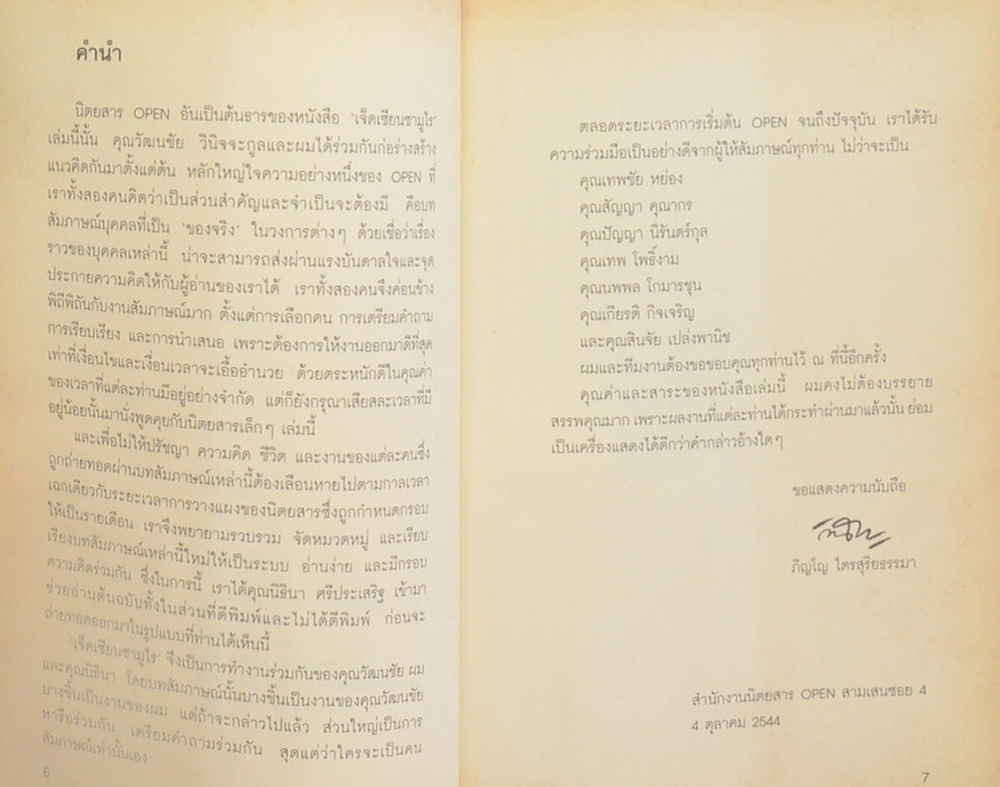 คำนำ
นิตยสาร OPEN อันเป็นต้นธารของหนังสือ 'เจ็ดเซียนซามูไร'
เล่มนี้นั้น คุณวัฒนชัย วินิจจะกูลและผมได้ร่วมกันก่อร่างสร้าง
แนวคิดกันมาตั้งแต่ต้น หลักใหญ่ใจความอย่างหนึ่งของ OPEN ที่
เราทั้งสองคนคิดว่าเป็นส่วนสำคัญและจำเป็นจะต้องมี คือบท
สัมภาษณ์บุคคลที่เป็น 'ของจริง' ในวงการต่างๆ ด้วยเชื่อว่าเรื่อง
ราวของบุคคลเหล่านี้ น่าจะสามารถส่งผ่านแรงบันดาลใจและจุด
ประกายความคิดให้กับผู้อ่านของเราได้ เราทั้งสองคนจึงค่อนข้าง
พิถีพิถันกับงานสัมภาษณ์มาก ตั้งแต่การเลือกคน การเตรียมคำถาม
การเรียบเรียง และการนำเสนอ เพราะต้องการให้งานออกมาดีที่สุด
เท่าที่เงื่อนไขและเงื่อนเวลาจะเอื้ออำนวย ด้วยตระหนักดีในคุณค่า
ของเวลาที่แต่ละท่านมีอยู่อย่างจำกัด แต่ก็ยังกรุณาเสียสละเวลาที่มี
อยู่น้อยนั้นมานั่งพูดคุยกับนิตยสารเล็กๆ เล่มนี้
และเพื่อไม่ให้ปรัชญา ความคิด ชีวิต และงานของแต่ละคนซึ่ง
ถูกถ่ายทอดผ่านบทสัมภาษณ์เหล่านี้ต้องเลือนหายไปตามกาลเวลา
เฉกเดียวกับระยะเวลาการวางแผงของนิตยสารซึ่งถูกกำหนดกรอบ
ให้เป็นรายเดือน เราจึงพยายามรวบรวม จัดหมวดหมู่ และเรียบ
เรียงบทสัมภาษณ์เหล่านี้ใหม่ให้เป็นระบบ อ่านง่าย และมีกรอบ
ความคิดร่วมกัน ซึ่งในการนี้ เราได้คุณนิธินา ศรีประเสริฐ เข้ามา
ช่วยอ่านต้นฉบับทั้งในส่วนที่ตีพิมพ์และไม่ได้ตีพิมพ์ ก่อนจะ
ถ่ายทอดออกมาในรูปแบบที่ท่านได้เห็นนี้
'เจ็ดเซียนซามูไร' จึงเป็นการทำงานร่วมกันของคุณวัฒนชัย ผม
และคุณนิธินา โดยบทสัมภาษณ์นั้นบางชิ้นเป็นงานของคุณวัฒนชัย
บางชิ้นเป็นงานของผม แต่ถ้าจะกล่าวไปแล้ว ส่วนใหญ่เป็นการ
หารือร่วมกัน เตรียมคำถามร่วมกัน สุดแต่ว่าใครจะเป็นคน
สัมภาษณ์เท่านั้นเอง
6
ตลอดระยะเวลาการเริ่มต้น OPEN จนถึงปัจจุบัน เราได้รับ
ความร่วมมือเป็นอย่างดีจากผู้ให้สัมภาษณ์ทุกท่าน ไม่ว่าจะเป็น
คุณเทพชัย หย่อง
คุณสัญญา คุณากร
คุณปัญญา นิรันดร์กุล
คุณเทพ โพธิ์งาม
คุณนพพล โกมารชุน
คุณเกียรติ กิจเจริญ
และคุณสินจัย เปล่งพานิช
ผมและทีมงานต้องขอขอบคุณทุกท่านไว้ ณ ที่นี้อีกครั้ง
คุณค่าและสาระของหนังสือเล่มนี้ ผมคงไม่ต้องบรรยาย
สรรพคุณมาก เพราะผลงานที่แต่ละท่านได้กระทำผ่านมาแล้วนั้น ย่อม
เป็นเครื่องแสดงได้ดีกว่าคำกล่าวอ้างใดๆ
ขอแสดงความนับถือ
ภิญโญ ไตรสุริยธรรมา
สำนักงานนิตยสาร OPEN สามเสนซอย 4
4 ตุลาคม 2544
7